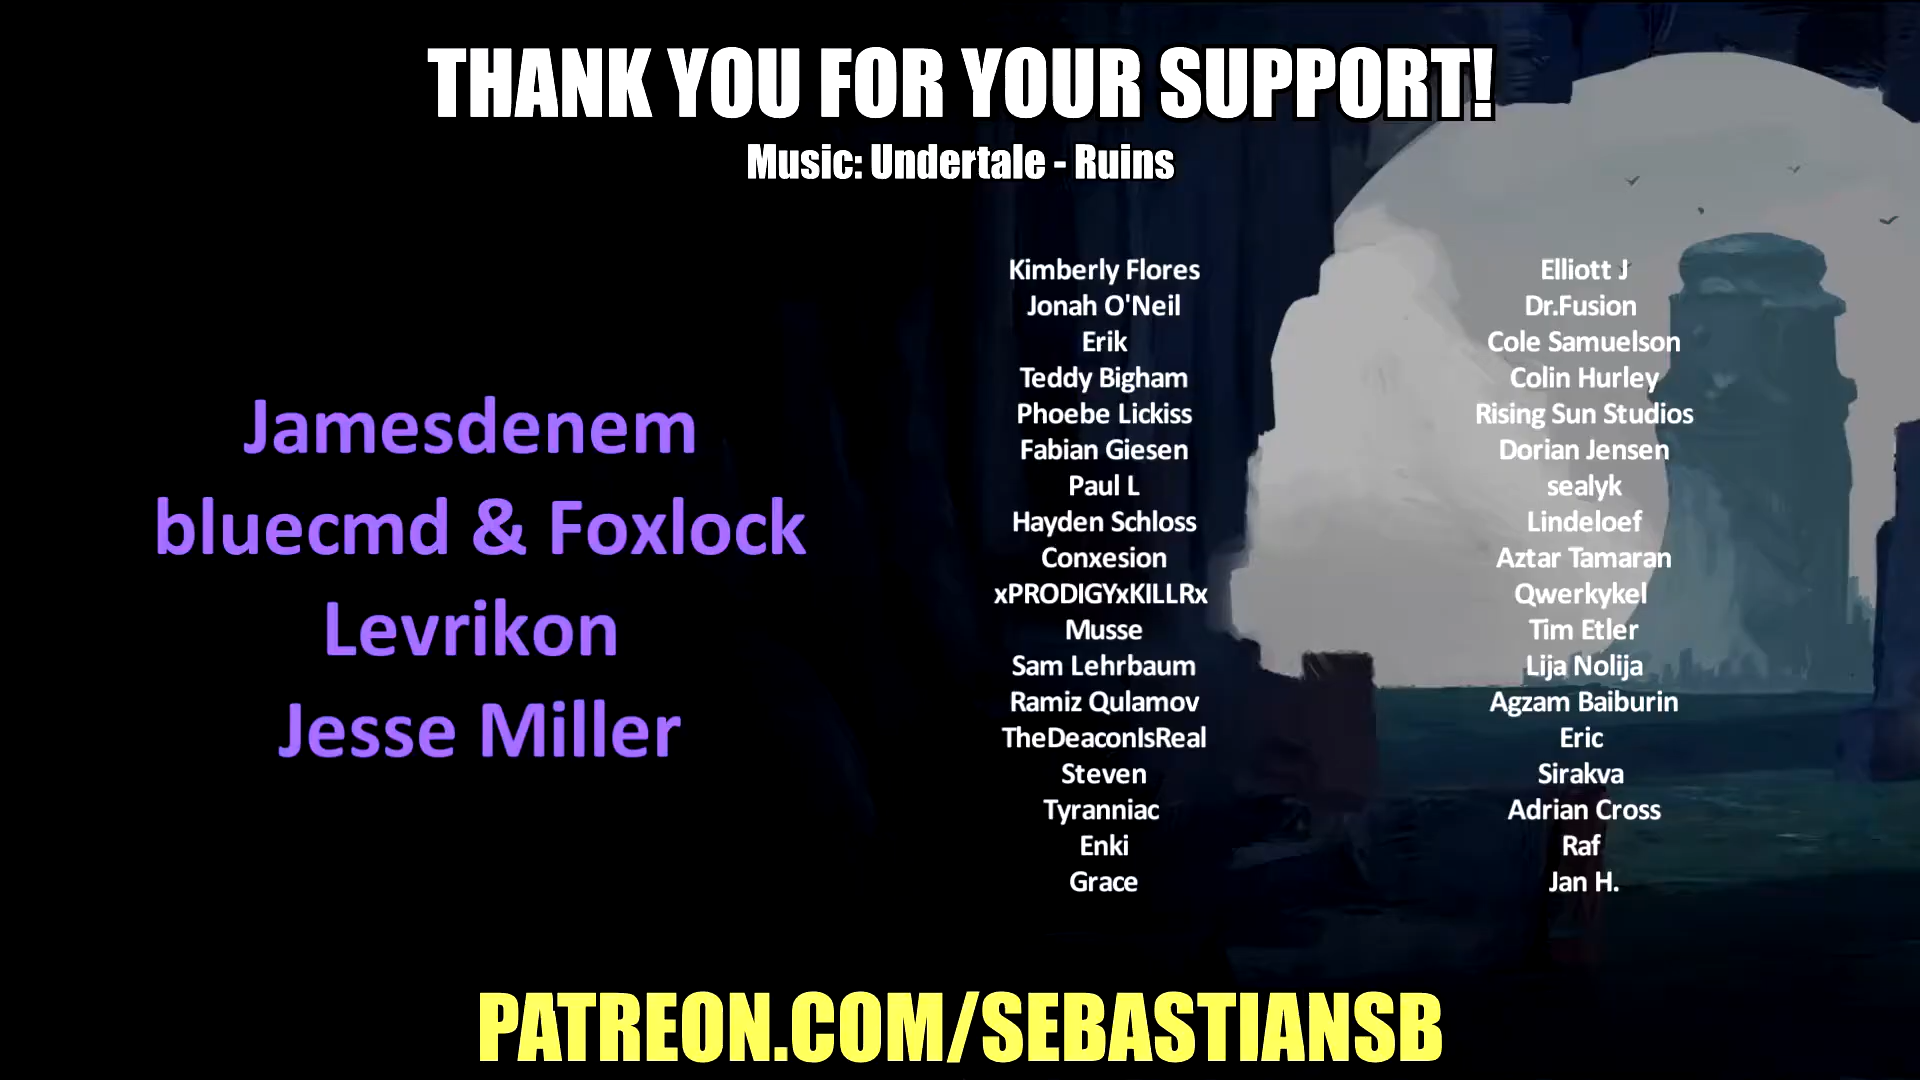 THANK YOU FOR YOUR SUPPORT!
Music: Undertale - Ruins
Jamesdenem
bluecmd & Foxlock
Levrikon
Jesse Miller
Kimberly Flores
Jonah O'Neil
Erik
Teddy Bigham
Phoebe Lickiss
Fabian Giesen
Paul L
Hayden Schloss
Conxesion
xPRODIGYxKILLRx
Musse
Sam Lehrbaum
Ramiz Qulamov
TheDeaconIsReal
Steven
Tyranniac
Enki
Grace
Elliott J
Dr.Fusion
Cole Samuelson
Colin Hurley
Rising Sun Studios
Dorian Jensen
sealyk
Lindeloef
Aztar Tamaran
Qwerkykel
Tim Etler
Lija Nolija
Agzam Baiburin
Eric
Sirakva
Adrian Cross
Raf
Jan H.
PATREON.COM/SEBASTIANSB